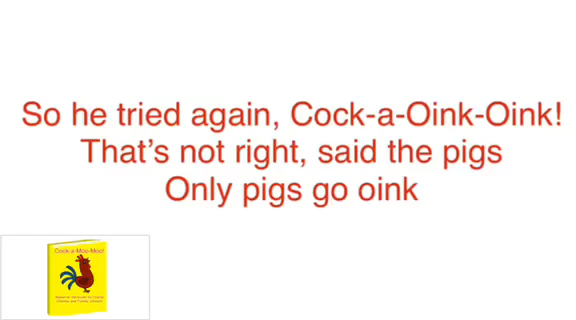 So he tried again, Cock-a-Oink-Oink!
That's not right, said the pigs
Only pigs go oink
Cock-a-Moo-Moo!